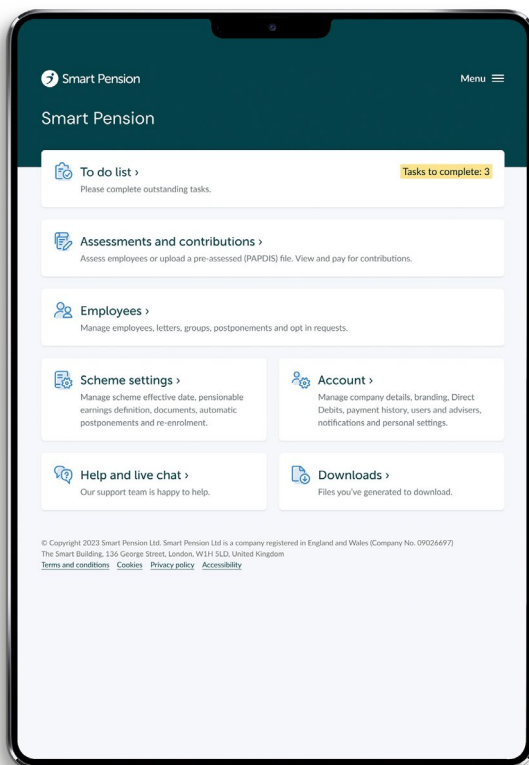 Smart Pension
Menu
Smart Pension
To do list ›
Tasks to complete: 3
Please complete outstanding tasks.
Assessments and contributions ›
Assess employees or upload a pre-assessed (PAPDIS) file. View and pay for contributions.
Employees ›
Manage employees, letters, groups, postponements and opt in requests.
Scheme settings ›
Manage scheme effective date, pensionable
earnings definition, documents, automatic
postponements and re-enrolment.
Account ›
Manage company details, branding, Direct
Debits, payment history, users and advisers,
notifications and personal settings.
Help and live chat ›
Our support team is happy to help.
Downloads ›
Files you've generated to download.
© Copyright 2023 Smart Pension Ltd. Smart Pension Ltd is a company registered in England and Wales (Company No. 09026697)
The Smart Building, 136 George Street, London, W1H 5LD, United Kingdom
Terms and conditions Cookies Privacy policy Accessibility